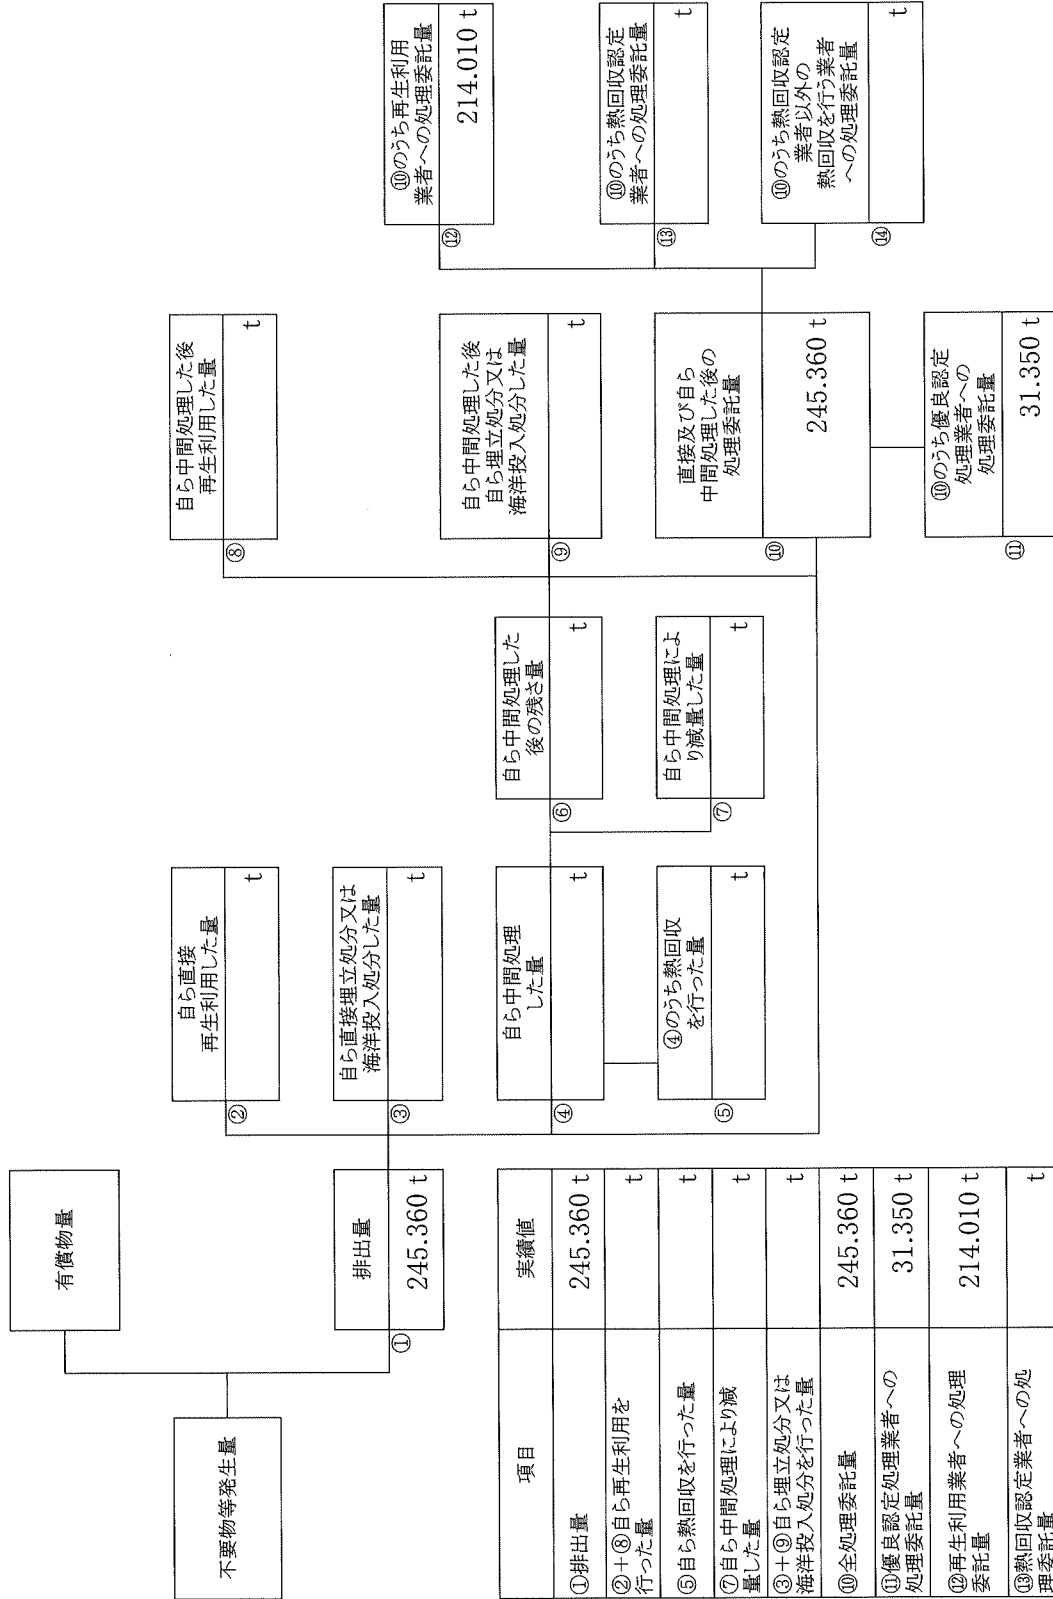 不要物等発生量
有償物量
①
排出量
245.360 t
②
自ら直接
再生利用した量
t
③
自ら直接埋立処分又は
海洋投入処分した量
t
④
自ら中間処理
した量
t
⑤
④のうち熱回収
を行った量
t
⑥
自ら中間処理した
後の残さ量
t
⑦
自ら中間処理によ
り減量した量
t
⑧
自ら中間処理した後
再生利用した量
t
⑨
自ら中間処理した後
自ら埋立処分又は
海洋投入処分した量
t
⑩
直接及び自ら
中間処理した後の
処理委託量
245.360 t
⑪
⑩のうち優良認定
処理業者への
処理委託量
31.350 t
⑫
⑩のうち再生利用
業者への処理委託量
214.010 t
⑬
⑩のうち熱回収認定
業者への処理委託量
t
⑭
⑩のうち熱回収認定
業者以外の
熱回収を行う業者
への処理委託量
t
項目 実績値
①排出量 245.360 t
②+⑧自ら再生利用を
行った量
t
⑤自ら熱回収を行った量 t
⑦自ら中間処理により減
量した量
t
③+⑨自ら埋立処分又は
海洋投入処分を行った量
t
⑩全処理委託量 245.360 t
⑪優良認定処理業者への
処理委託量
31.350 t
⑫再生利用業者への処理
委託量
214.010 t
⑬熱回収認定業者への処
理委託量
t